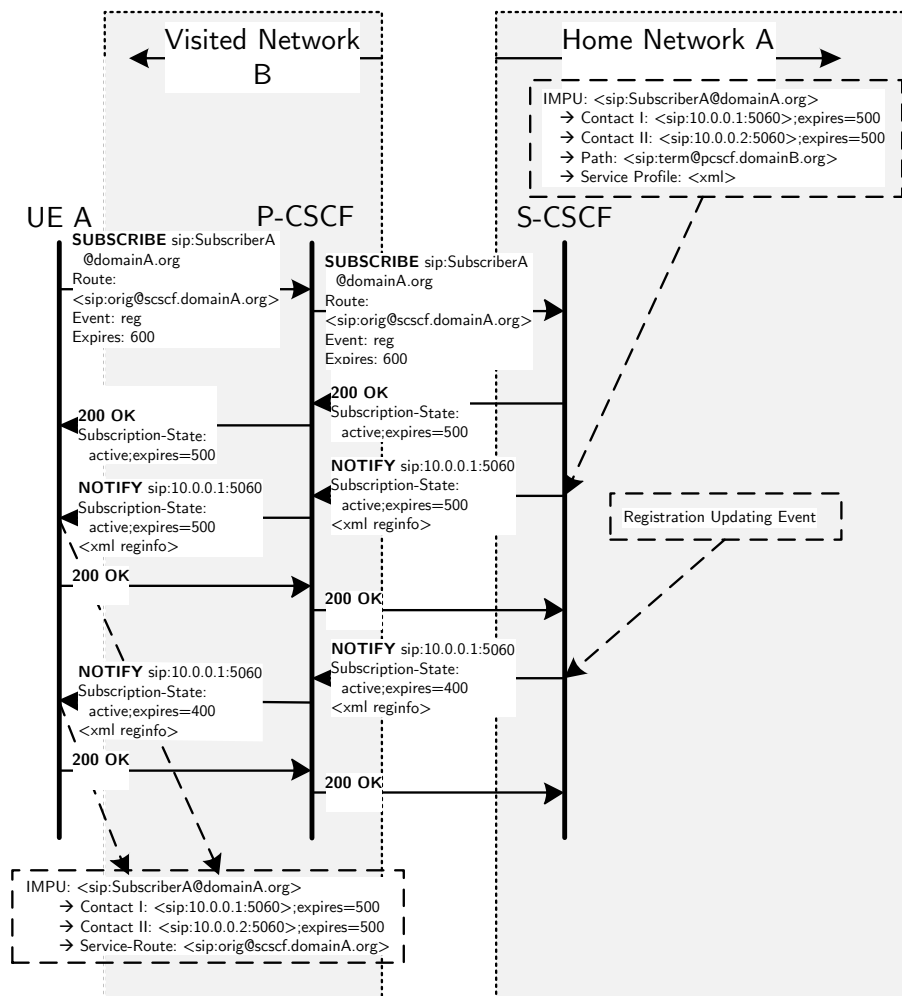 Visited Network
B
Home Network A
IMPU: <sip:SubscriberA@domainA.org>
→ Contact I: <sip:10.0.0.1:5060>;expires=500
→ Contact II: <sip:10.0.0.2:5060>;expires=500
→ Path: <sip:term@pcscf.domainB.org>
→ Service Profile: <xml>
UE A
P-CSCF
S-CSCF
SUBSCRIBE sip:SubscriberA
@domainA.org
Route:
<sip:orig@scscf.domainA.org>
Event: reg
Expires: 600
SUBSCRIBE sip:SubscriberA
@domainA.org
Route:
<sip:orig@scscf.domainA.org>
Event: reg
Expires: 600
200 OK
Subscription-State:
active;expires=500
200 OK
Subscription-State:
active;expires=500
NOTIFY sip:10.0.0.1:5060
Subscription-State:
active;expires=500
<xml reginfo>
NOTIFY sip:10.0.0.1:5060
Subscription-State:
active;expires=500
<xml reginfo>
Registration Updating Event
200 OK
200 OK
NOTIFY sip:10.0.0.1:5060
Subscription-State:
active;expires=400
<xml reginfo>
NOTIFY sip:10.0.0.1:5060
Subscription-State:
active;expires=400
<xml reginfo>
200 OK
200 OK
IMPU: <sip:SubscriberA@domainA.org>
→ Contact I: <sip:10.0.0.1:5060>;expires=500
→ Contact II: <sip:10.0.0.2:5060>;expires=500
→ Service-Route: <sip:orig@scscf.domainA.org>